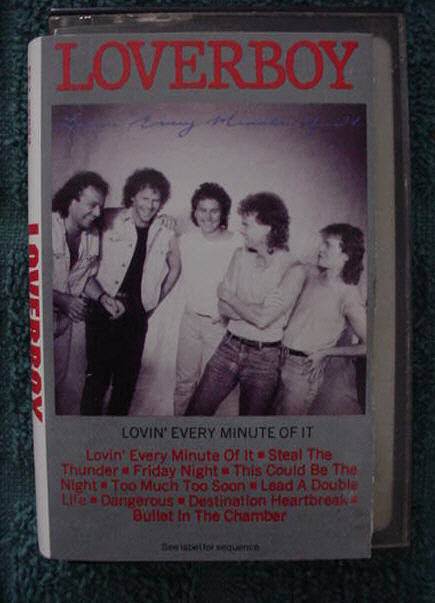 LOVERBOY
Lovin' Every Minute of It
LOVIN' EVERY MINUTE OF IT
Lovin' Every Minute Of It ▪ Steal The
Thunder ▪ Friday Night ▪ This Could Be The
Night ▪ Too Much Too Soon ▪ Lead A Double
Life ▪ Dangerous ▪ Destination Heartbreak ▪
Bullet In The Chamber
See label for sequence
LOVERBOY